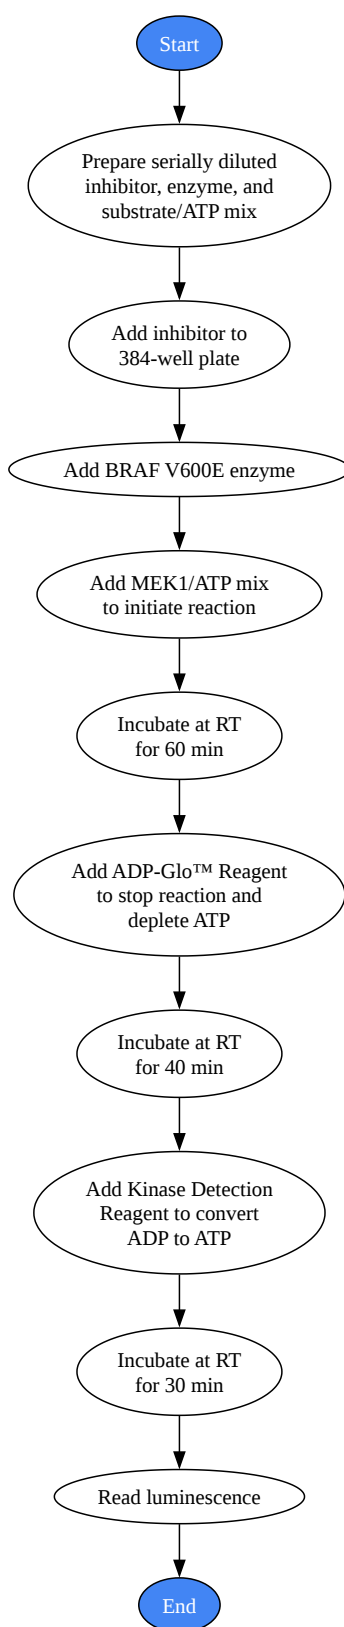 Start
Prepare serially diluted
inhibitor, enzyme, and
substrate/ATP mix
Add inhibitor to
384-well plate
Add BRAF V600E enzyme
Add MEK1/ATP mix
to initiate reaction
Incubate at RT
for 60 min
Add ADP-Glo™ Reagent
to stop reaction and
deplete ATP
Incubate at RT
for 40 min
Add Kinase Detection
Reagent to convert
ADP to ATP
Incubate at RT
for 30 min
Read luminescence
End